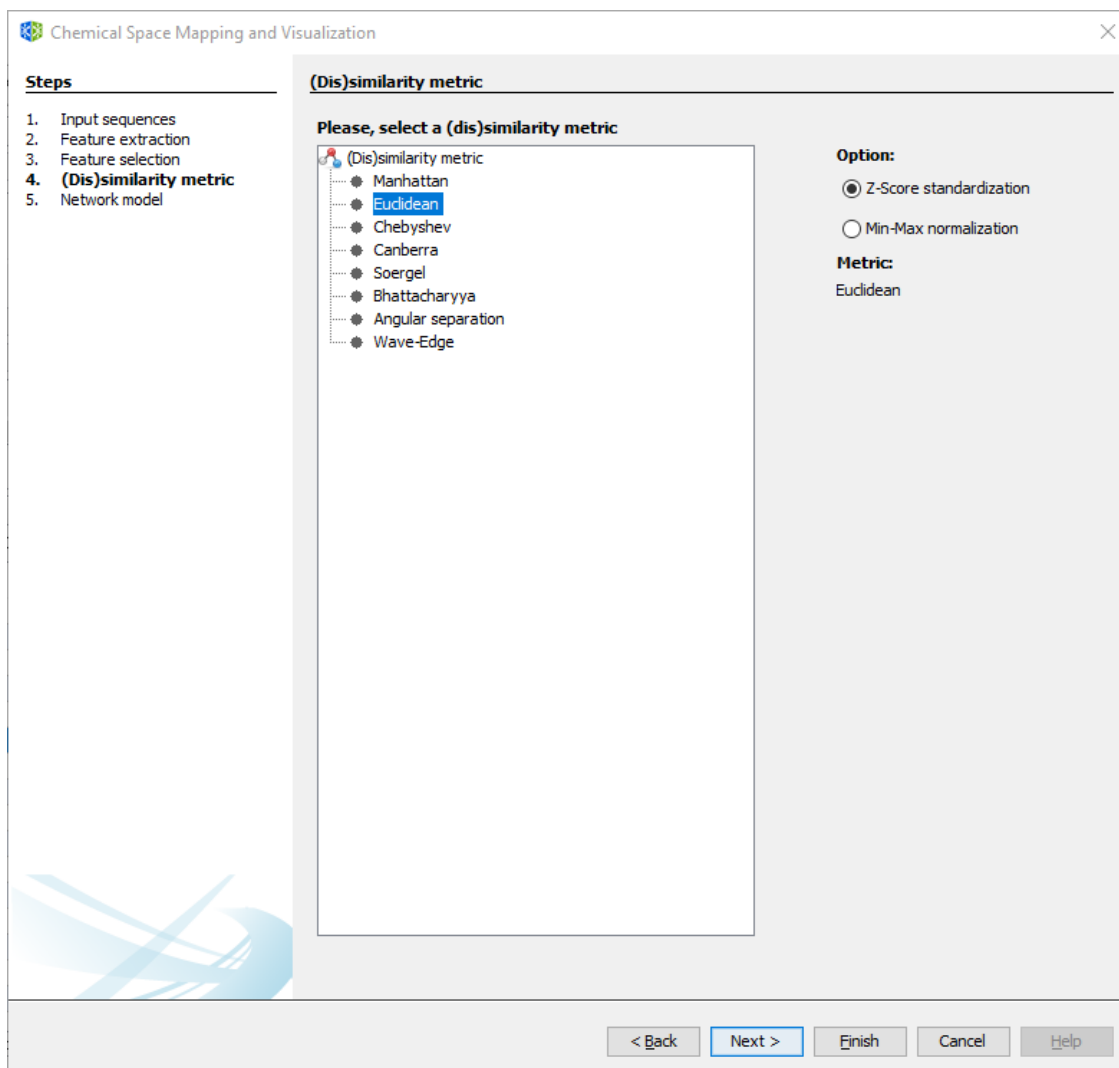 Chemical Space Mapping and Visualization
Steps
1. Input sequences
2. Feature extraction
3. Feature selection
4. (Dis)similarity metric
5. Network model
(Dis)similarity metric
Please, select a (dis)similarity metric
(Dis)similarity metric
Manhattan
Euclidean
Chebyshev
Canberra
Soergel
Bhattacharyya
Angular separation
Wave-Edge
Option:
Z-Score standardization
Min-Max normalization
Metric:
Euclidean
< Back Next > Finish Cancel Help